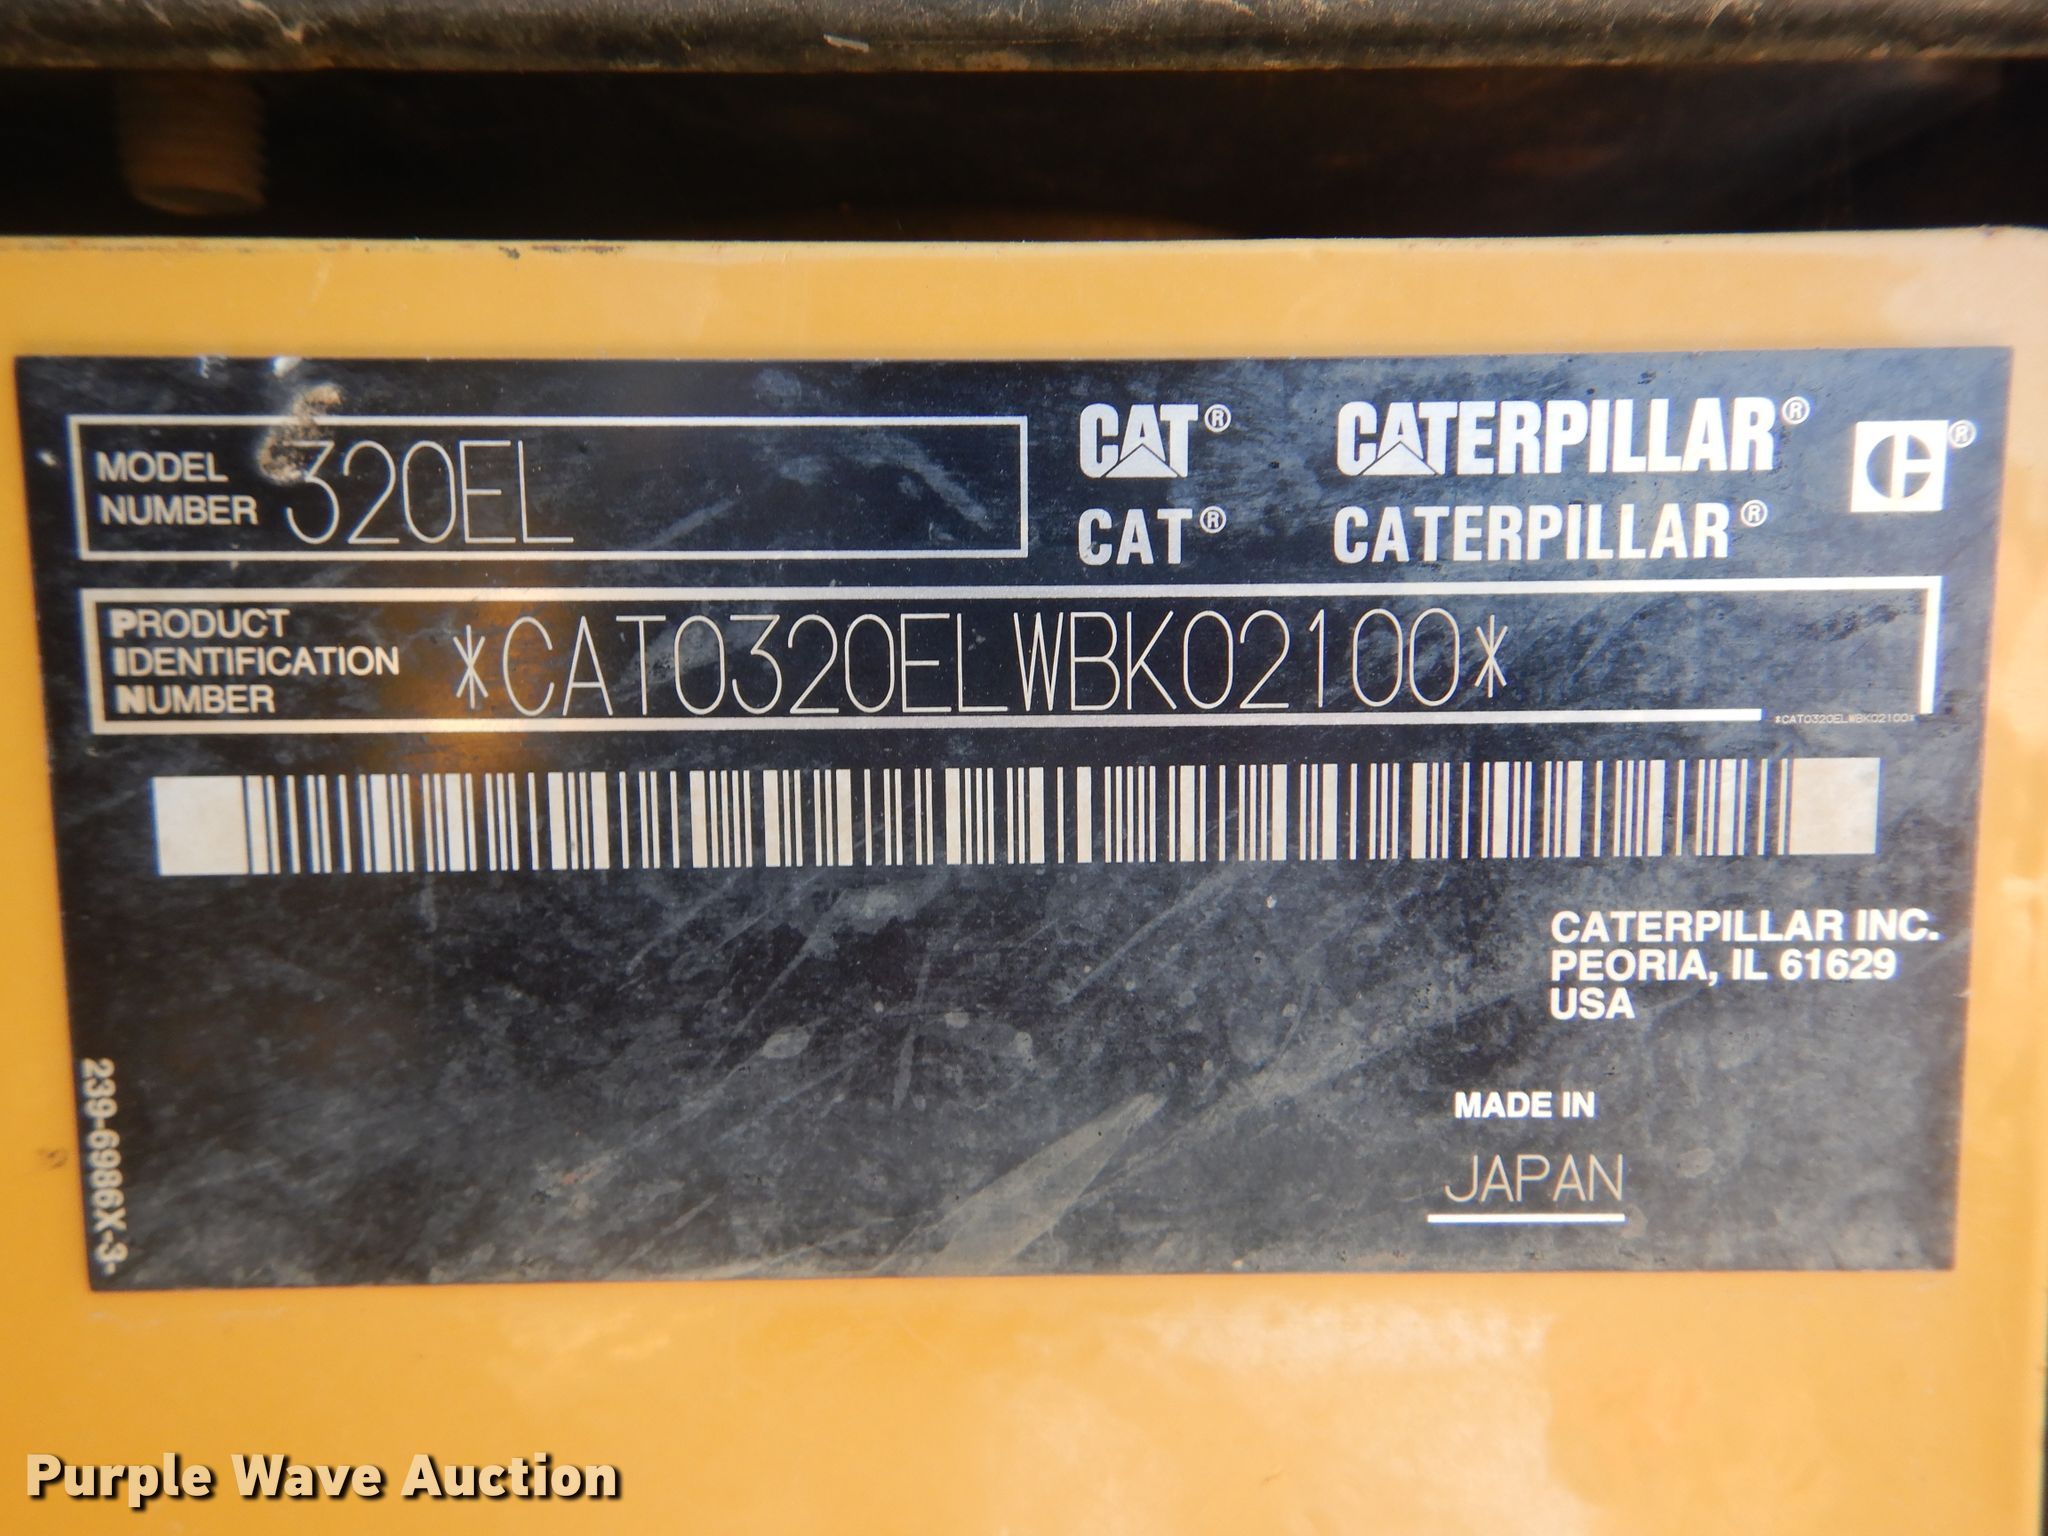 MODEL NUMBER 320EL
CAT® CATERPILLAR®
CAT® CATERPILLAR®
PRODUCT
IDENTIFICATION
NUMBER
*CAT0320ELWBK02100*
*CAT0320ELWBK02100*
CATERPILLAR INC.
PEORIA, IL 61629
USA
MADE IN
JAPAN
239-6986X-3-
Purple Wave Auction